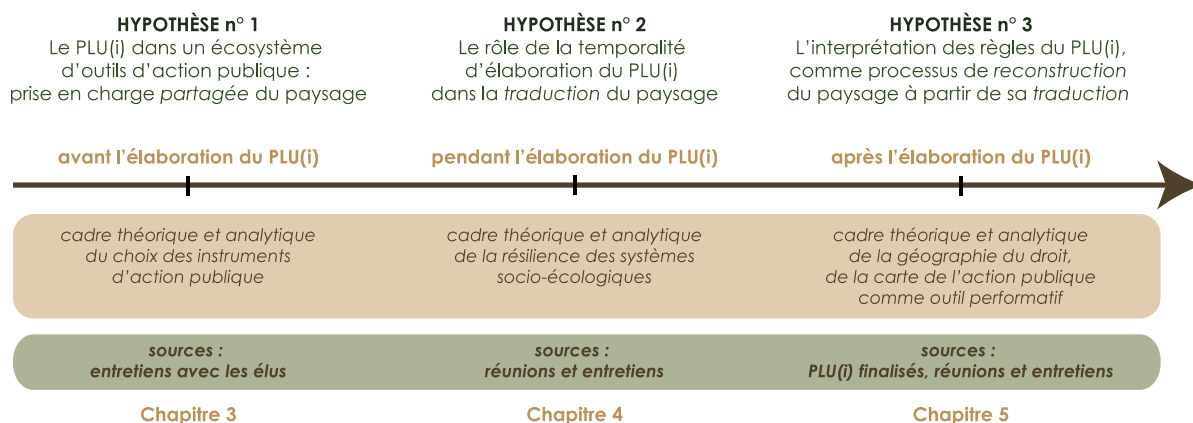 HYPOTHÈSE n° 1
Le PLU(i) dans un écosystème
d’outils d’action publique :
prise en charge partagée du paysage
HYPOTHÈSE n° 2
Le rôle de la temporalité
d’élaboration du PLU(i)
dans la traduction du paysage
HYPOTHÈSE n° 3
L’interprétation des règles du PLU(i),
comme processus de reconstruction
du paysage à partir de sa traduction
avant l’élaboration du PLU(i)
pendant l’élaboration du PLU(i)
après l’élaboration du PLU(i)
cadre théorique et analytique
du choix des instruments
d’action publique
cadre théorique et analytique
de la résilience des systèmes
socio-écologiques
cadre théorique et analytique
de la géographie du droit,
de la carte de l’action publique
comme outil performatif
sources :
entretiens avec les élus
sources :
réunions et entretiens
sources :
PLU(i) finalisés, réunions et entretiens
Chapitre 3
Chapitre 4
Chapitre 5